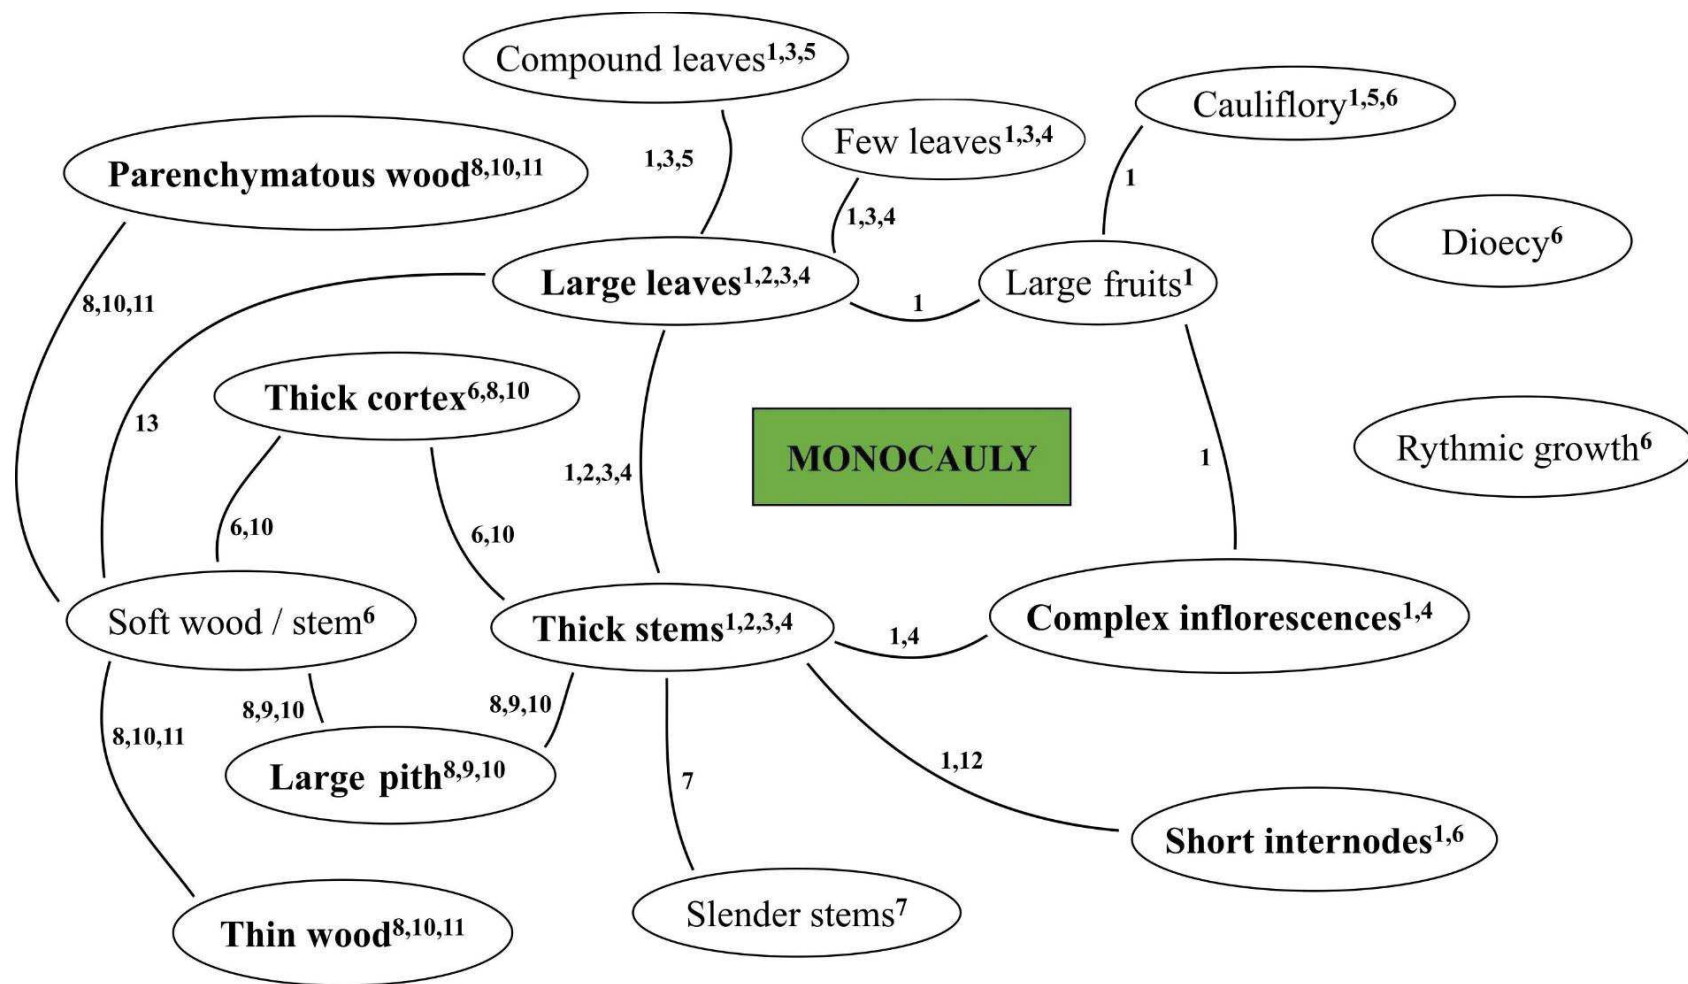 Compound leaves1,3,5
Cauliflory1,5,6
Few leaves1,3,4
Parenchymatous wood8,10,11
1,3,5
1
1,3,4
Dioecy6
Large leaves1,2,3,4
Large fruits1
8,10,11
1
Thick cortex6,8,10
13
MONOCAULY
Rythmic growth6
1,2,3,4
1
6,10
6,10
Soft wood / stem6
Thick stems1,2,3,4
1,4
Complex inflorescences1,4
8,9,10
8,9,10
8,10,11
Large pith8,9,10
7
1,12
Short internodes1,6
Slender stems7
Thin wood8,10,11